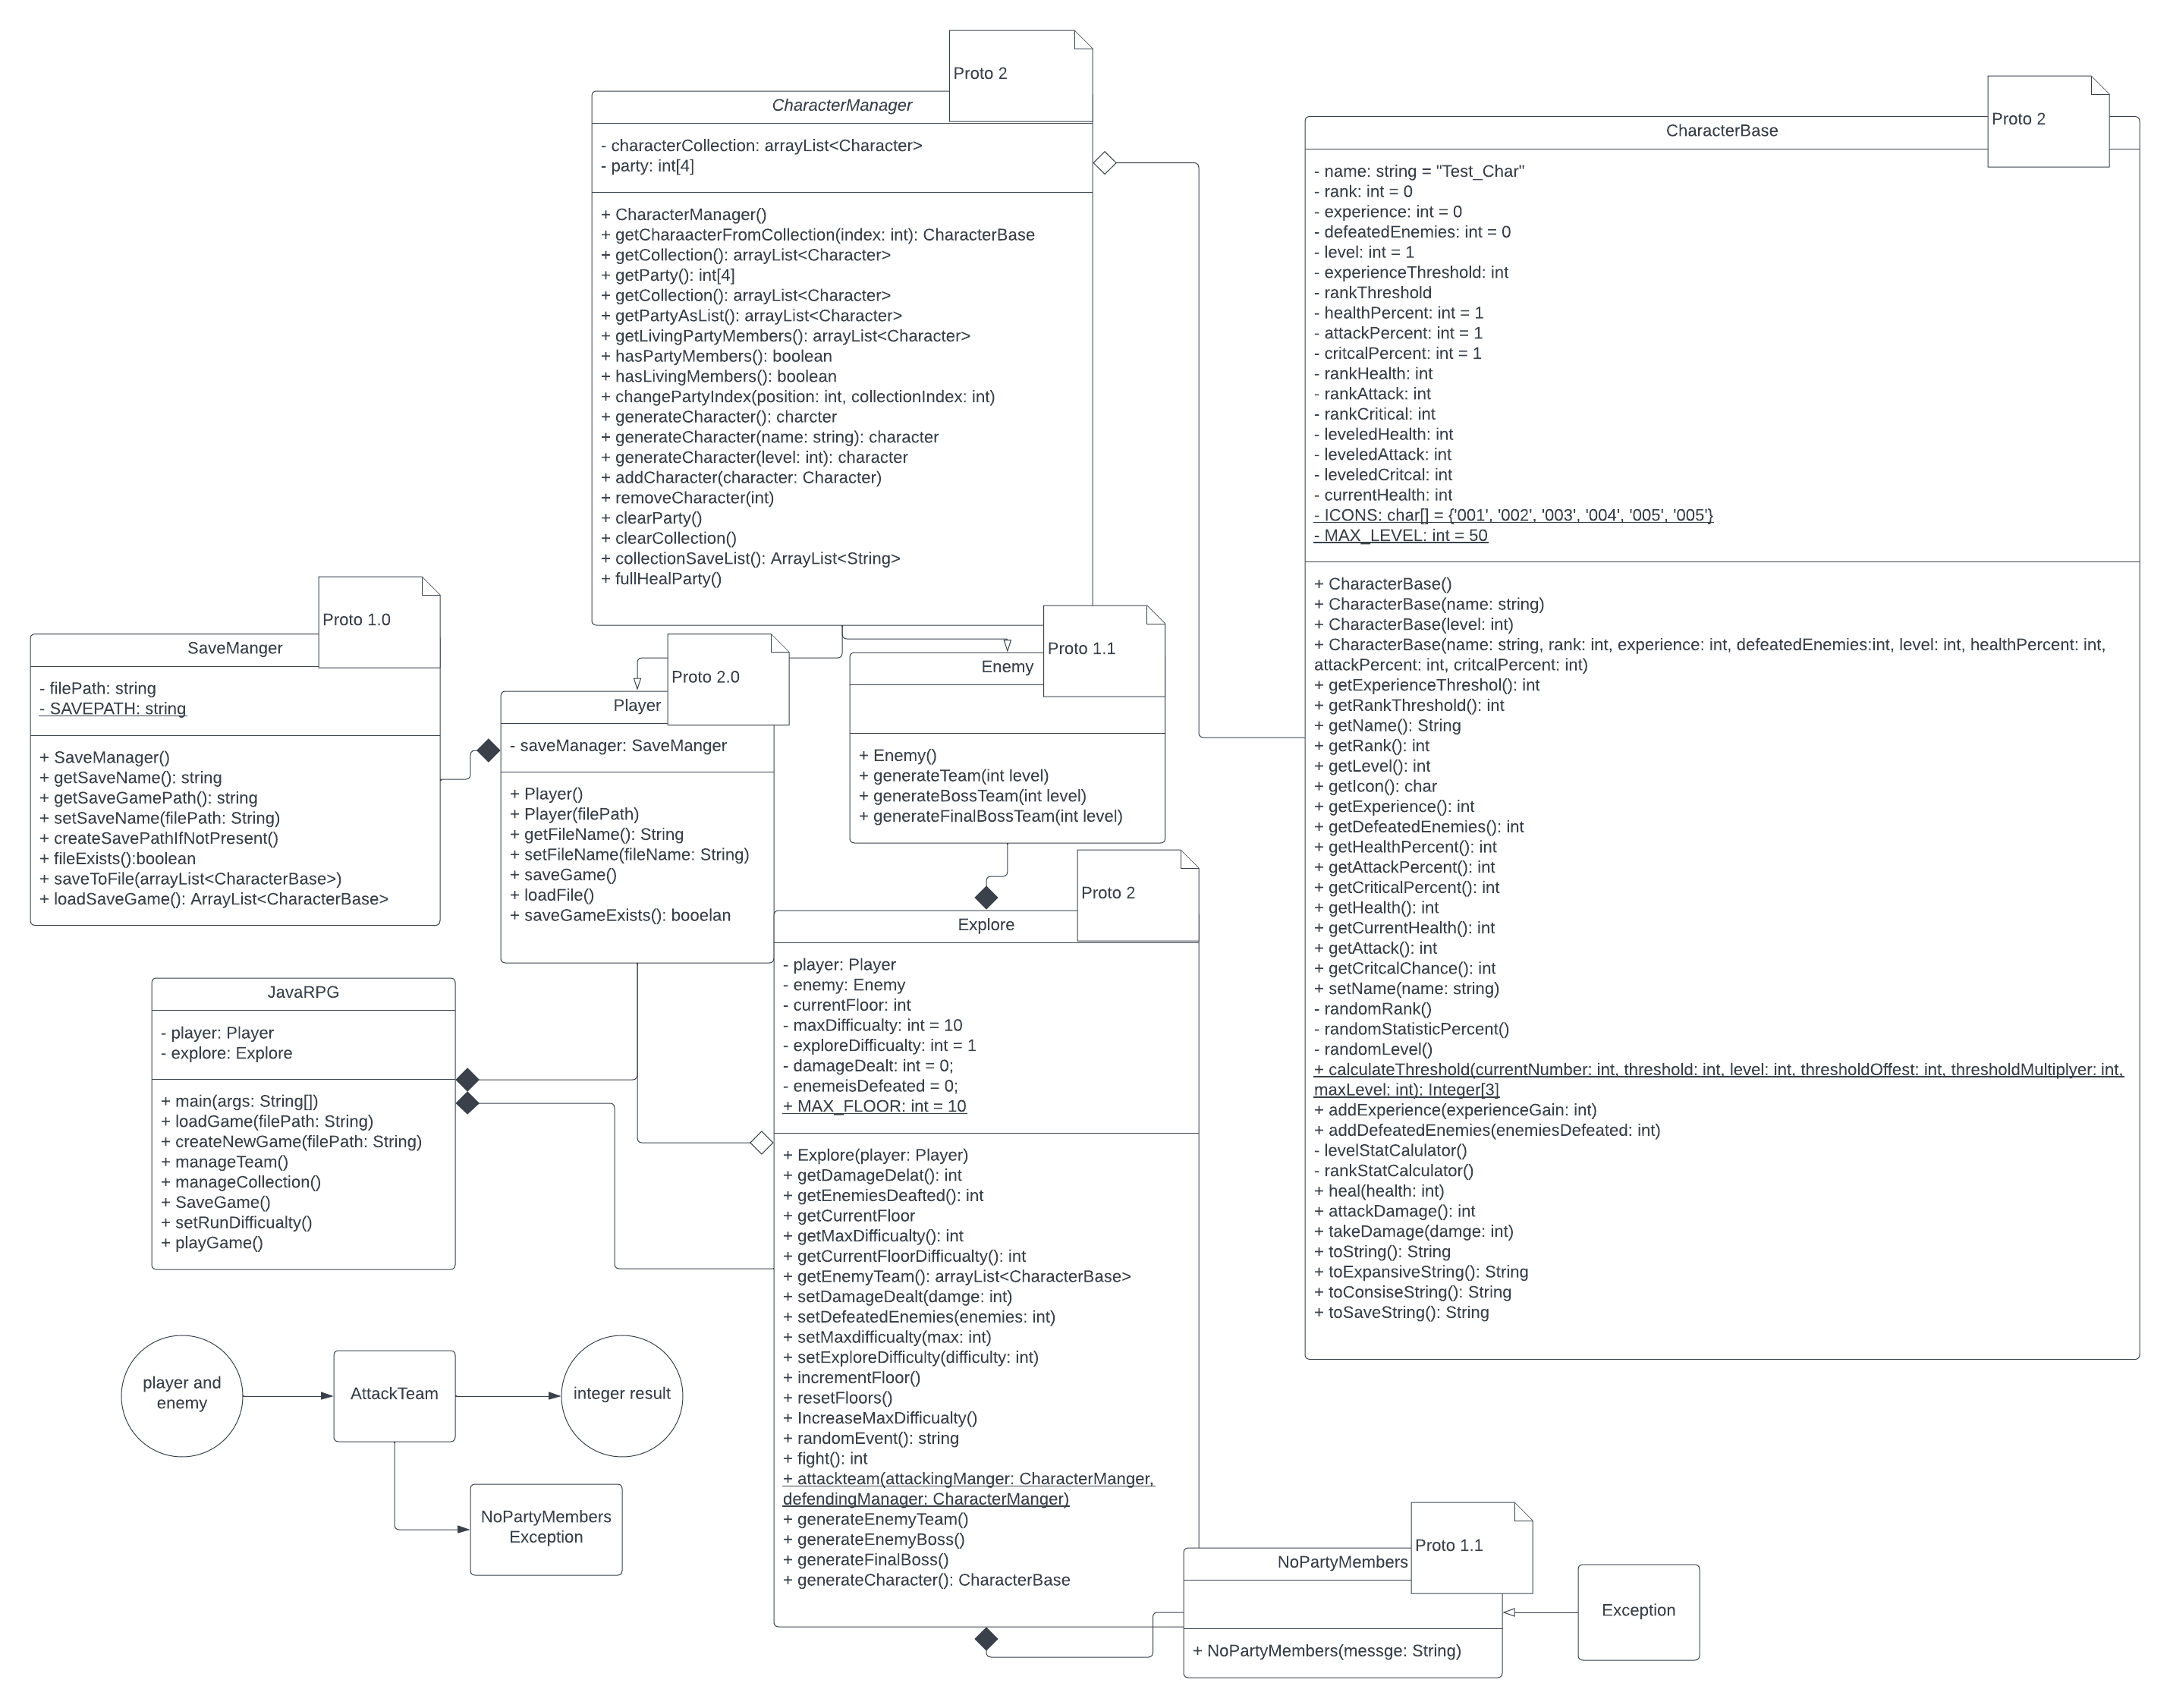 Proto 2
CharacterManager
- characterCollection: arrayList<Character>
- party: int[4]
+ CharacterManager()
+ getCharaacterFromCollection(index: int): CharacterBase
+ getCollection(): arrayList<Character>
+ getParty(): int[4]
+ getCollection(): arrayList<Character>
+ getPartyAsList(): arrayList<Character>
+ getLivingPartyMembers(): arrayList<Character>
+ hasPartyMembers(): boolean
+ hasLivingMembers(): boolean
+ changePartyIndex(position: int, collectionIndex: int)
+ generateCharacter(): charcter
+ generateCharacter(name: string): character
+ generateCharacter(level: int): character
+ addCharacter(character: Character)
+ removeCharacter(int)
+ clearParty()
+ clearCollection()
+ collectionSaveList(): ArrayList<String>
+ fullHealParty()
Proto 2
CharacterBase
- name: string = "Test_Char"
- rank: int = 0
- experience: int = 0
- defeatedEnemies: int = 0
- level: int = 1
- experienceThreshold: int
- rankThreshold
- healthPercent: int = 1
- attackPercent: int = 1
- critcalPercent: int = 1
- rankHealth: int
- rankAttack: int
- rankCritical: int
- leveledHealth: int
- leveledAttack: int
- leveledCritcal: int
- currentHealth: int
- ICONS: char[] = {'001', '002', '003', '004', '005', '005'}
- MAX_LEVEL: int = 50
+ CharacterBase()
+ CharacterBase(name: string)
+ CharacterBase(level: int)
+ CharacterBase(name: string, rank: int, experience: int, defeatedEnemies:int, level: int, healthPercent: int,
attackPercent: int, critcalPercent: int)
+ getExperienceThreshol(): int
+ getRankThreshold(): int
+ getName(): String
+ getRank(): int
+ getLevel(): int
+ getIcon(): char
+ getExperience(): int
+ getDefeatedEnemies(): int
+ getHealthPercent(): int
+ getAttackPercent(): int
+ getCriticalPercent(): int
+ getHealth(): int
+ getCurrentHealth(): int
+ getAttack(): int
+ getCritcalChance(): int
+ setName(name: string)
- randomRank()
- randomStatisticPercent()
- randomLevel()
+ calculateThreshold(currentNumber: int, threshold: int, level: int, thresholdOffest: int, thresholdMultiplyer: int,
maxLevel: int): Integer[3]
+ addExperience(experienceGain: int)
+ addDefeatedEnemies(enemiesDefeated: int)
- levelStatCalulator()
- rankStatCalculator()
+ heal(health: int)
+ attackDamage(): int
+ takeDamage(damge: int)
+ toString(): String
+ toExpansiveString(): String
+ toConsiseString(): String
+ toSaveString(): String
Proto 1.0
SaveManger
- filePath: string
- SAVEPATH: string
+ SaveManager()
+ getSaveName(): string
+ getSaveGamePath(): string
+ setSaveName(filePath: String)
+ createSavePathIfNotPresent()
+ fileExists():boolean
+ saveToFile(arrayList<CharacterBase>)
+ loadSaveGame(): ArrayList<CharacterBase>
Proto 2.0
Player
- saveManager: SaveManger
+ Player()
+ Player(filePath)
+ getFileName(): String
+ setFileName(fileName: String)
+ saveGame()
+ loadFile()
+ saveGameExists(): booelan
Proto 1.1
Enemy
+ Enemy()
+ generateTeam(int level)
+ generateBossTeam(int level)
+ generateFinalBossTeam(int level)
Proto 2
Explore
- player: Player
- enemy: Enemy
- currentFloor: int
- maxDifficualty: int = 10
- exploreDifficualty: int = 1
- damageDealt: int = 0;
- enemeisDefeated = 0;
+ MAX_FLOOR: int = 10
+ Explore(player: Player)
+ getDamageDelat(): int
+ getEnemiesDeafted(): int
+ getCurrentFloor
+ getMaxDifficualty(): int
+ getCurrentFloorDifficualty(): int
+ getEnemyTeam(): arrayList<CharacterBase>
+ setDamageDealt(damge: int)
+ setDefeatedEnemies(enemies: int)
+ setMaxdifficualty(max: int)
+ setExploreDifficulty(difficulty: int)
+ incrementFloor()
+ resetFloors()
+ IncreaseMaxDifficualty()
+ randomEvent(): string
+ fight(): int
+ attackteam(attackingManger: CharacterManger,
defendingManager: CharacterManger)
+ generateEnemyTeam()
+ generateEnemyBoss()
+ generateFinalBoss()
+ generateCharacter(): CharacterBase
JavaRPG
- player: Player
- explore: Explore
+ main(args: String[])
+ loadGame(filePath: String)
+ createNewGame(filePath: String)
+ manageTeam()
+ manageCollection()
+ SaveGame()
+ setRunDifficualty()
+ playGame()
player and
enemy
AttackTeam
integer result
NoPartyMembers
Exception
Proto 1.1
NoPartyMembers
+ NoPartyMembers(messge: String)
Exception